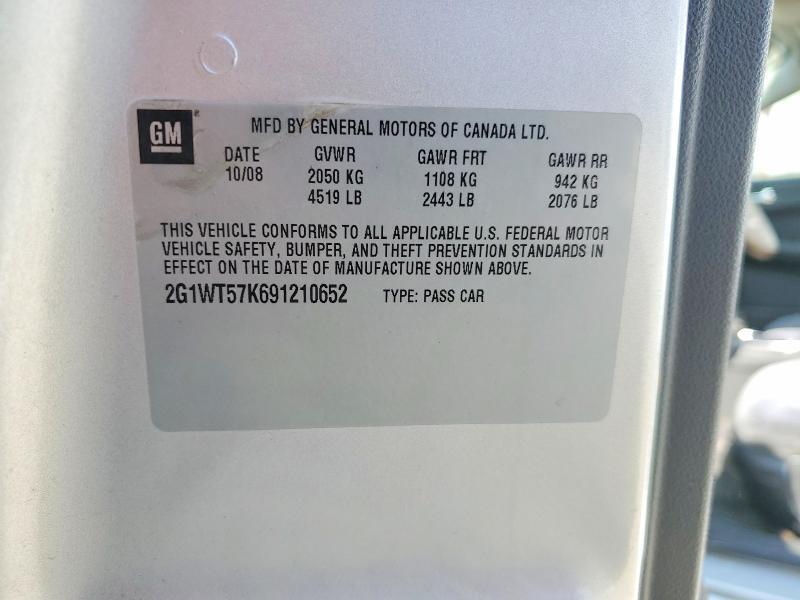 GM
MFD BY GENERAL MOTORS OF CANADA LTD.
DATE GVWR GAWR FRT GAWR RR
10/08 2050 KG 1108 KG 942 KG
4519 LB 2443 LB 2076 LB
THIS VEHICLE CONFORMS TO ALL APPLICABLE U.S. FEDERAL MOTOR
VEHICLE SAFETY, BUMPER, AND THEFT PREVENTION STANDARDS IN
EFFECT ON THE DATE OF MANUFACTURE SHOWN ABOVE.
2G1WT57K691210652 TYPE: PASS CAR